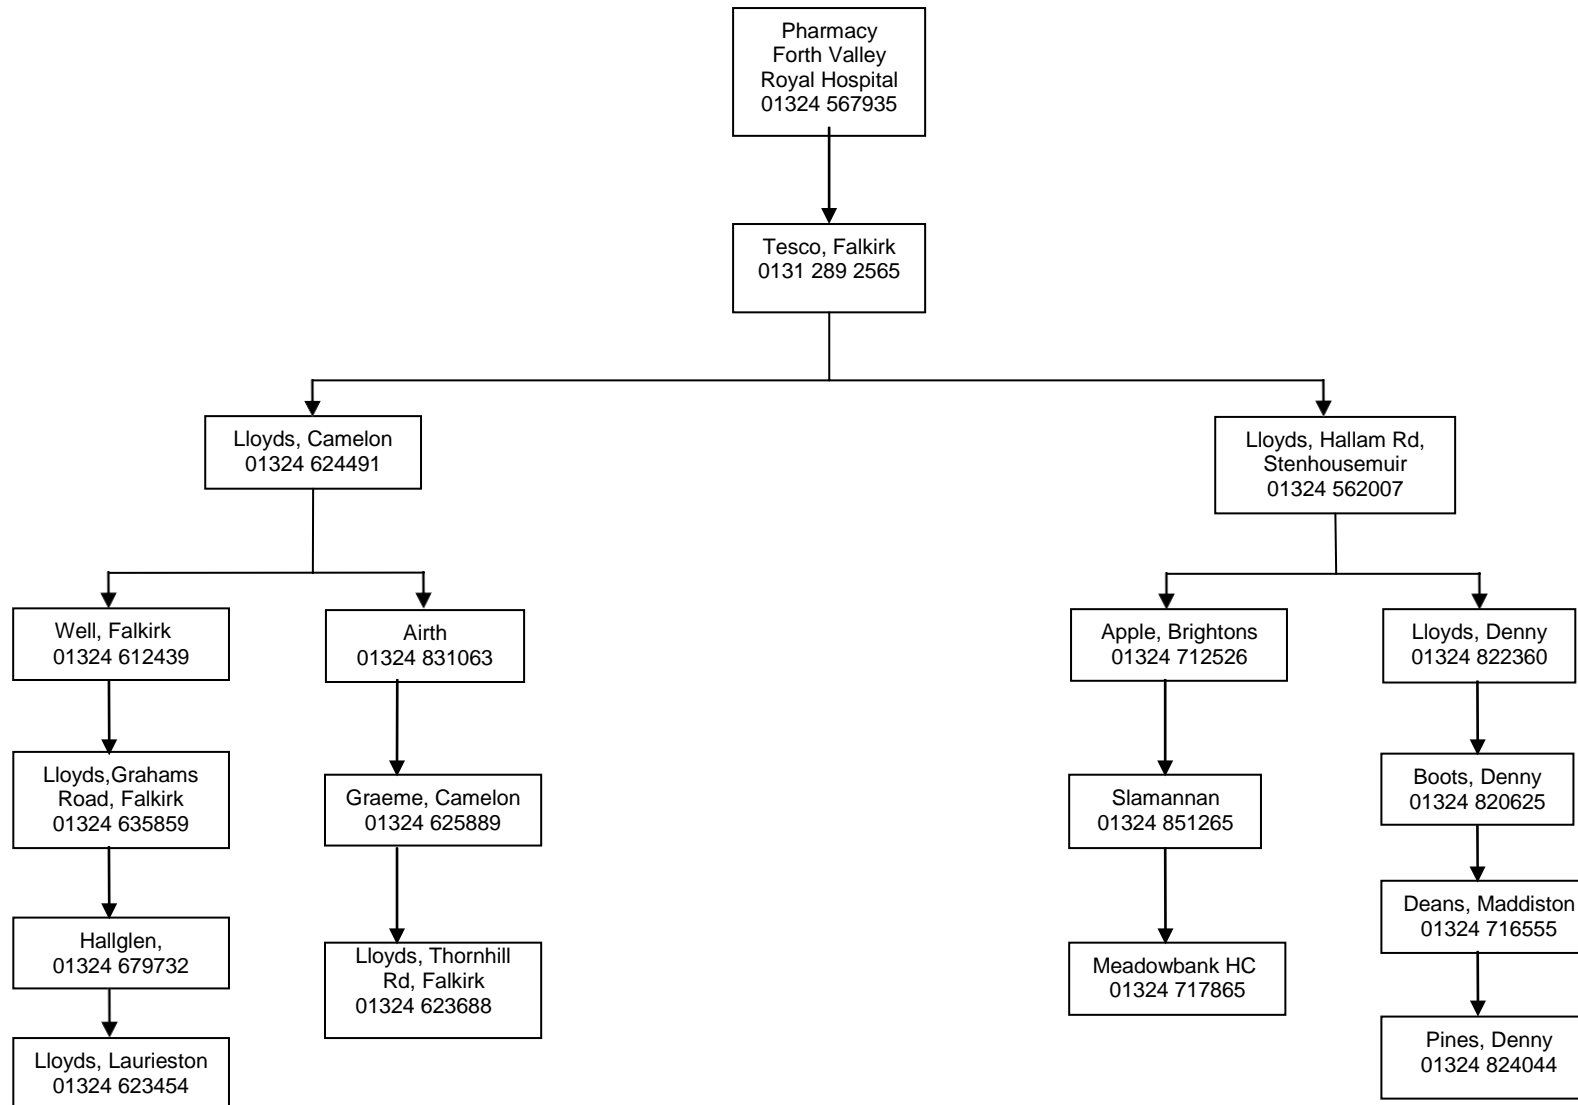 Pharmacy
Forth Valley
Royal Hospital
01324 567935
Tesco, Falkirk
0131 289 2565
Lloyds, Camelon
01324 624491
Lloyds, Hallam Rd,
Stenhousemuir
01324 562007
Well, Falkirk
01324 612439
Airth
01324 831063
Apple, Brightons
01324 712526
Lloyds, Denny
01324 822360
Lloyds,Grahams
Road, Falkirk
01324 635859
Graeme, Camelon
01324 625889
Slamannan
01324 851265
Boots, Denny
01324 820625
Hallglen,
01324 679732
Lloyds, Thornhill
Rd, Falkirk
01324 623688
Meadowbank HC
01324 717865
Deans, Maddiston
01324 716555
Lloyds, Laurieston
01324 623454
Pines, Denny
01324 824044